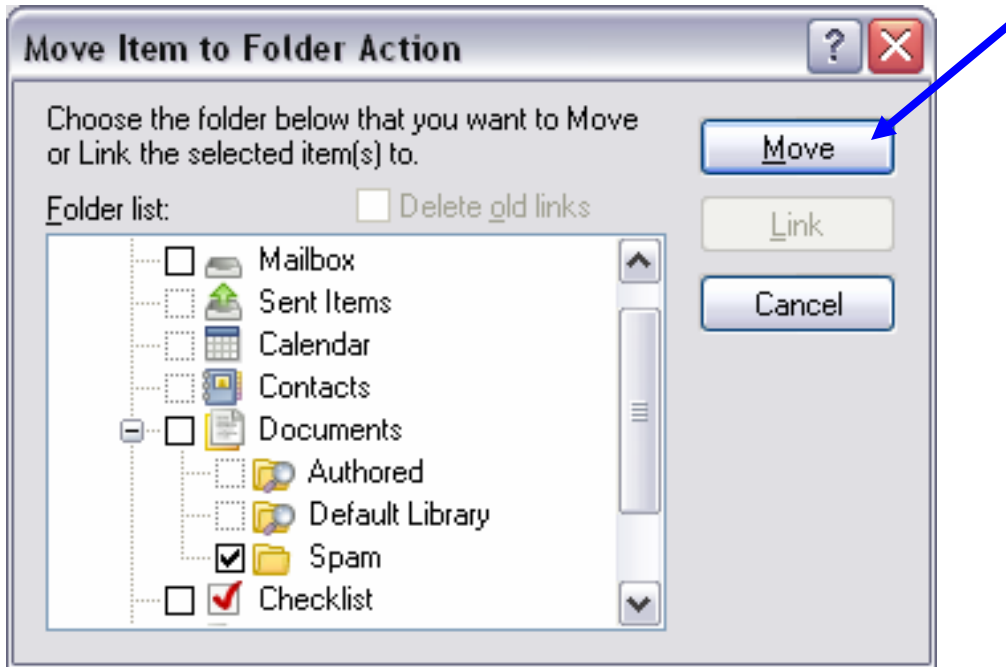 Move Item to Folder Action
?
Choose the folder below that you want to Move
or Link the selected item(s) to.
Move
Folder list:
Delete old links
Link
Mailbox
Cancel
Sent Items
Calendar
Contacts
Documents
Authored
Default Library
Spam
Checklist